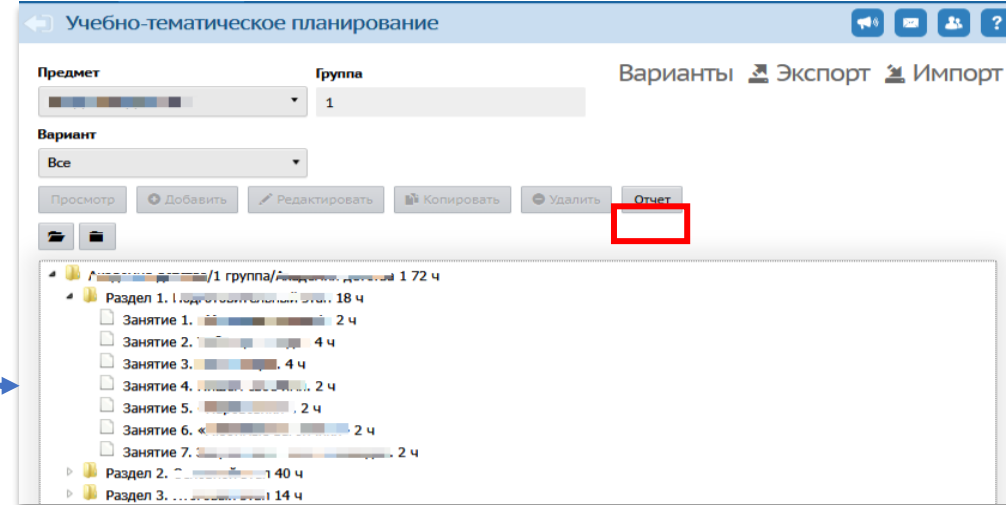 Учебно-тематическое планирование
?
Предмет
Группа
Варианты Экспорт Импорт
1
Вариант
Все
Просмотр Добавить Редактировать Копировать Удалить Отчет
/1 группа/ 1 72 ч
Раздел 1. 18 ч
Занятие 1. 2 ч
Занятие 2. 4 ч
Занятие 3. 4 ч
Занятие 4. 2 ч
Занятие 5. 2 ч
Занятие 6. « 2 ч
Занятие 7. 2 ч
Раздел 2. 40 ч
Раздел 3. 14 ч